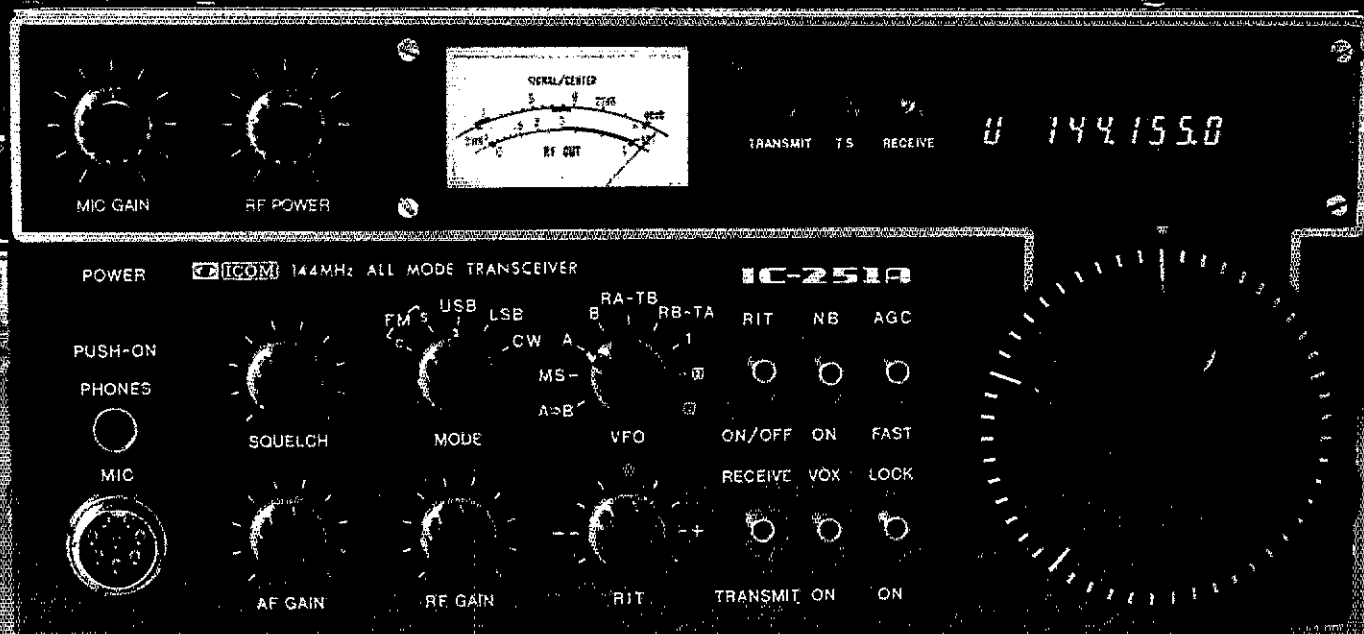 SIGNAL/CENTER
RF OUT
TRANSMIT TS RECEIVE
U 144.155.0
MIC GAIN RF POWER
POWER
ICOM 144MHz ALL MODE TRANSCEIVER
IC-251A
PUSH-ON
PHONES
MIC
SQUELCH
FM S USB LSB CW
MODE
MS A B RA-TB RB-TA 1
A⇒B
VFO
RIT NB AGC
ON/OFF ON FAST
RECEIVE VOX LOCK
AF GAIN RF GAIN
- +
RIT
TRANSMIT ON ON